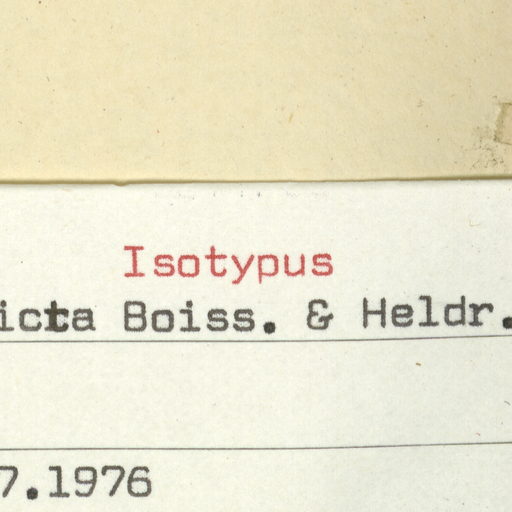 Isotypus
icta Boiss. & Heldr.
7.1976